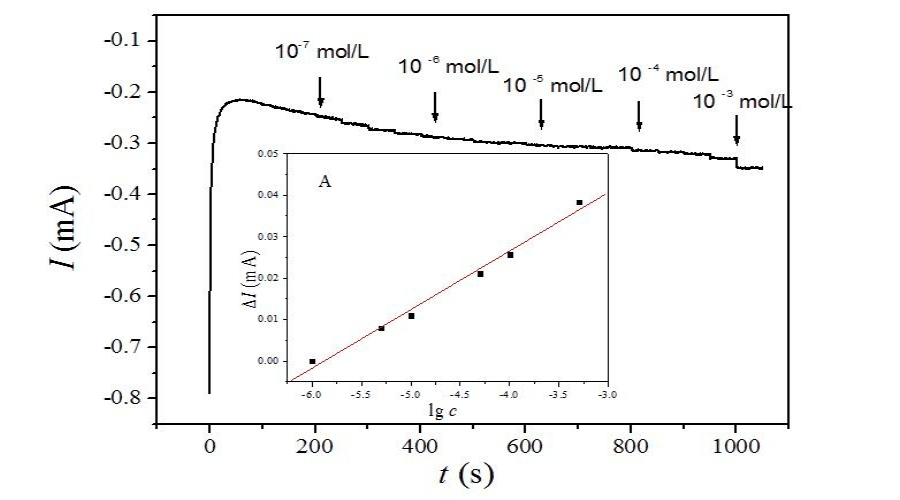 10⁻⁷ mol/L
10⁻⁶ mol/L
10⁻⁵ mol/L
10⁻⁴ mol/L
10⁻³ mol/L
-0.1
-0.2
-0.3
-0.4
-0.5
-0.6
-0.7
-0.8
I (mA)
0 200 400 600 800 1000
t (s)
A
0.05
0.04
0.03
0.02
0.01
0.00
ΔI (mA)
-6.0 -5.5 -5.0 -4.5 -4.0 -3.5 -3.0
lg c